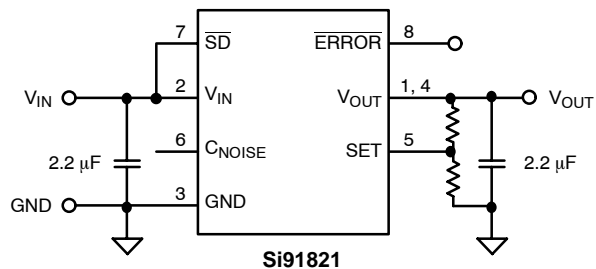 7 SD ERROR 8
V_IN 2 V_IN V_OUT 1, 4 V_OUT
6 C_NOISE SET 5
2.2 μF 2.2 μF
GND 3 GND
Si91821